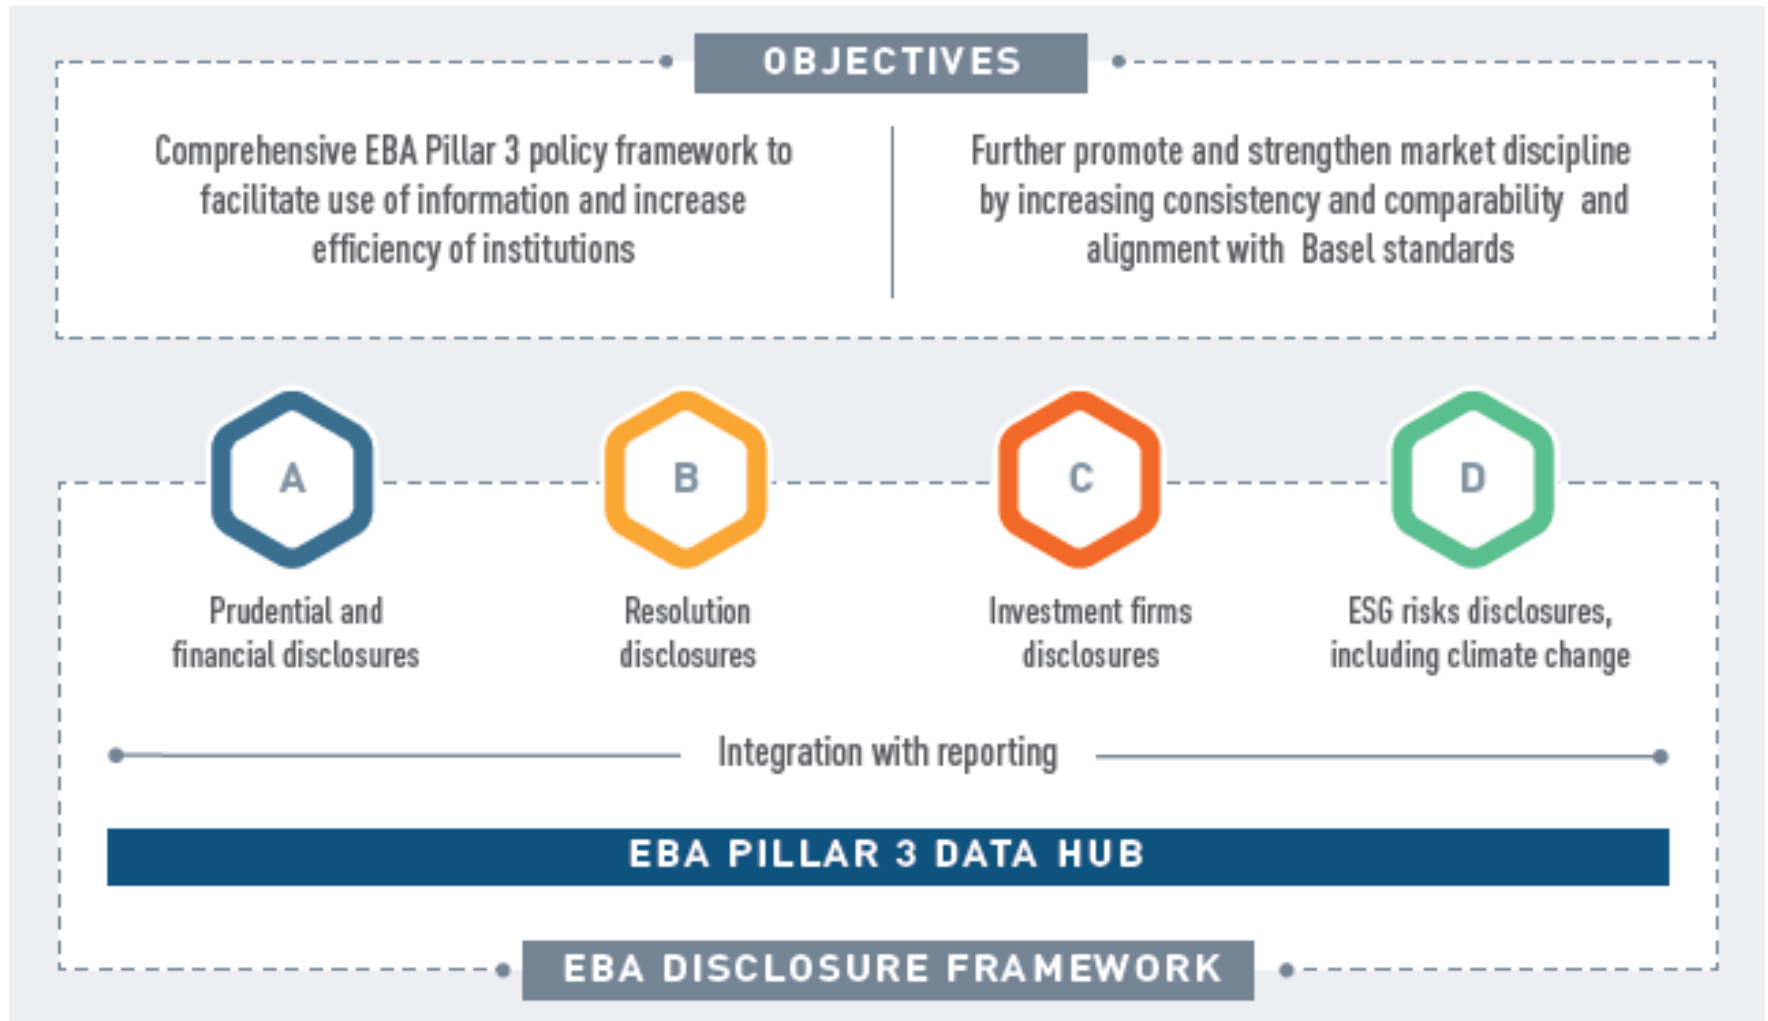 OBJECTIVES
Comprehensive EBA Pillar 3 policy framework to
facilitate use of information and increase
efficiency of institutions
Further promote and strengthen market discipline
by increasing consistency and comparability and
alignment with Basel standards
A
B
C
D
Prudential and
financial disclosures
Resolution
disclosures
Investment firms
disclosures
ESG risks disclosures,
including climate change
Integration with reporting
EBA PILLAR 3 DATA HUB
EBA DISCLOSURE FRAMEWORK